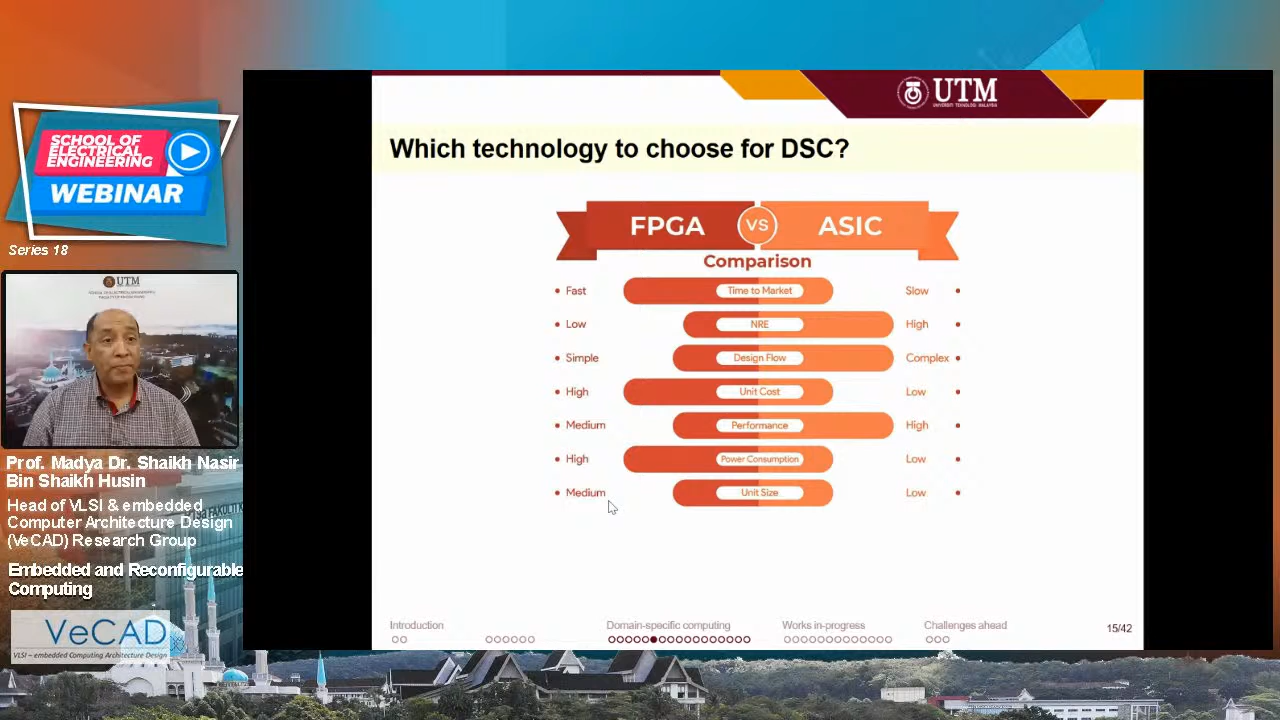 SCHOOL OF
ELECTRICAL
ENGINEERING
WEBINAR
Series 18
UTM
Prof. Madya Dr. Shaikh Nasir
Bin Shaikh Husin
Head of VLSI & embedded
Computer Architecture Design
(VeCAD) Research Group
Embedded and Reconfigurable
Computing
VeCAD
VLSI – embedded Computing Architecture Design
UTM
UNIVERSITI TEKNOLOGI MALAYSIA
Which technology to choose for DSC?
FPGA VS ASIC
Comparison
• Fast Time to Market Slow •
• Low NRE High •
• Simple Design Flow Complex •
• High Unit Cost Low •
• Medium Performance High •
• High Power Consumption Low •
• Medium Unit Size Low •
Introduction Domain-specific computing Works in-progress Challenges ahead
15/42